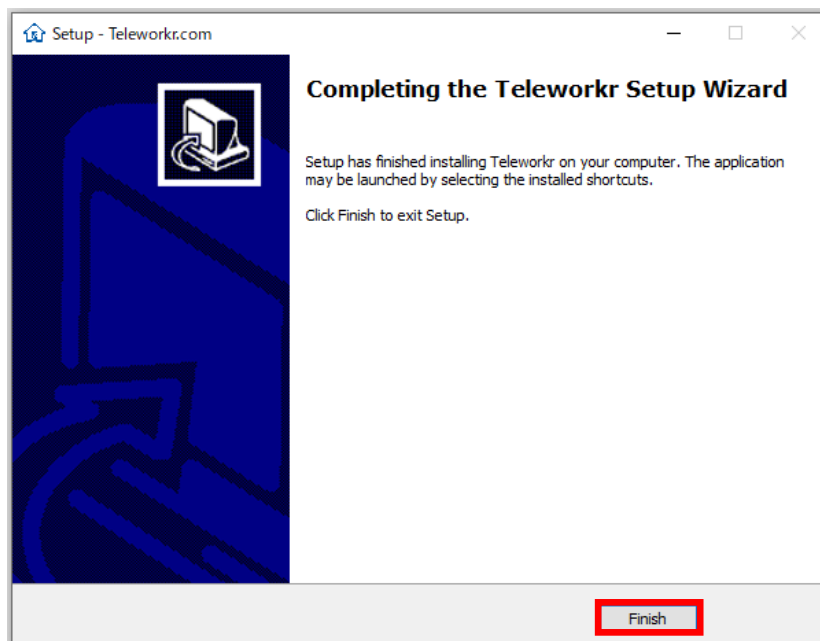 Setup - Teleworkr.com
Completing the Teleworkr Setup Wizard
Setup has finished installing Teleworkr on your computer. The application
may be launched by selecting the installed shortcuts.
Click Finish to exit Setup.
Finish